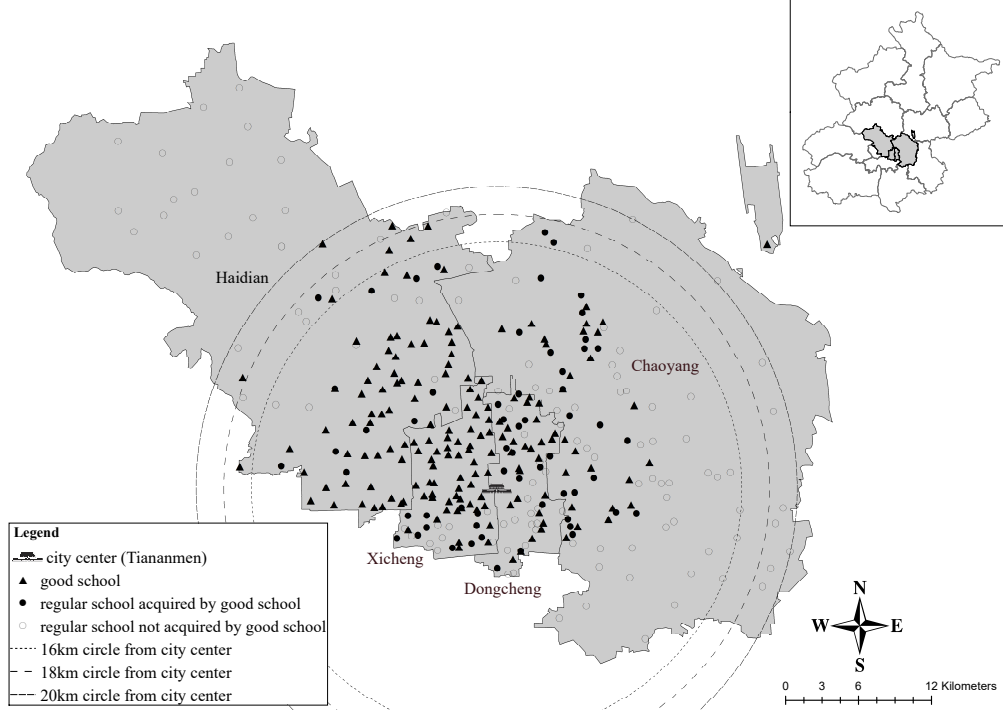 Haidian
Chaoyang
Xicheng
Dongcheng
Legend
city center (Tiananmen)
good school
regular school acquired by good school
regular school not acquired by good school
16km circle from city center
18km circle from city center
20km circle from city center
N
W E
S
0 3 6 12 Kilometers